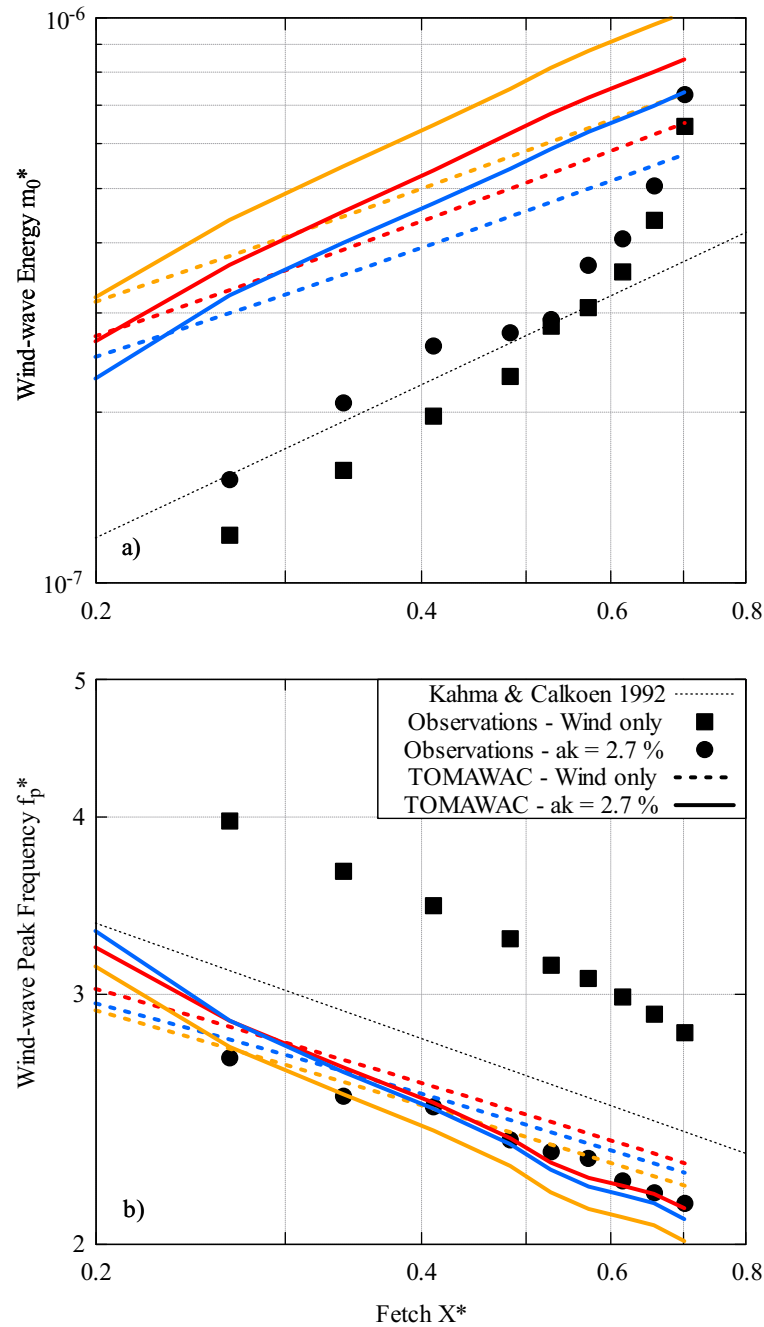 10⁻⁶
Wind-wave Energy m₀*
a)
10⁻⁷
0.2
0.4
0.6
0.8
5
Kahma & Calkoen 1992
Observations - Wind only
Observations - ak = 2.7 %
TOMAWAC - Wind only
TOMAWAC - ak = 2.7 %
4
Wind-wave Peak Frequency fₚ*
3
b)
2
0.2
0.4
0.6
0.8
Fetch X*